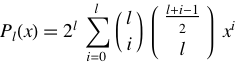 $P_l(x) = 2^l \sum_{i=0}^{l} \binom{l}{i} \binom{\frac{l+i-1}{2}}{l} x^i$